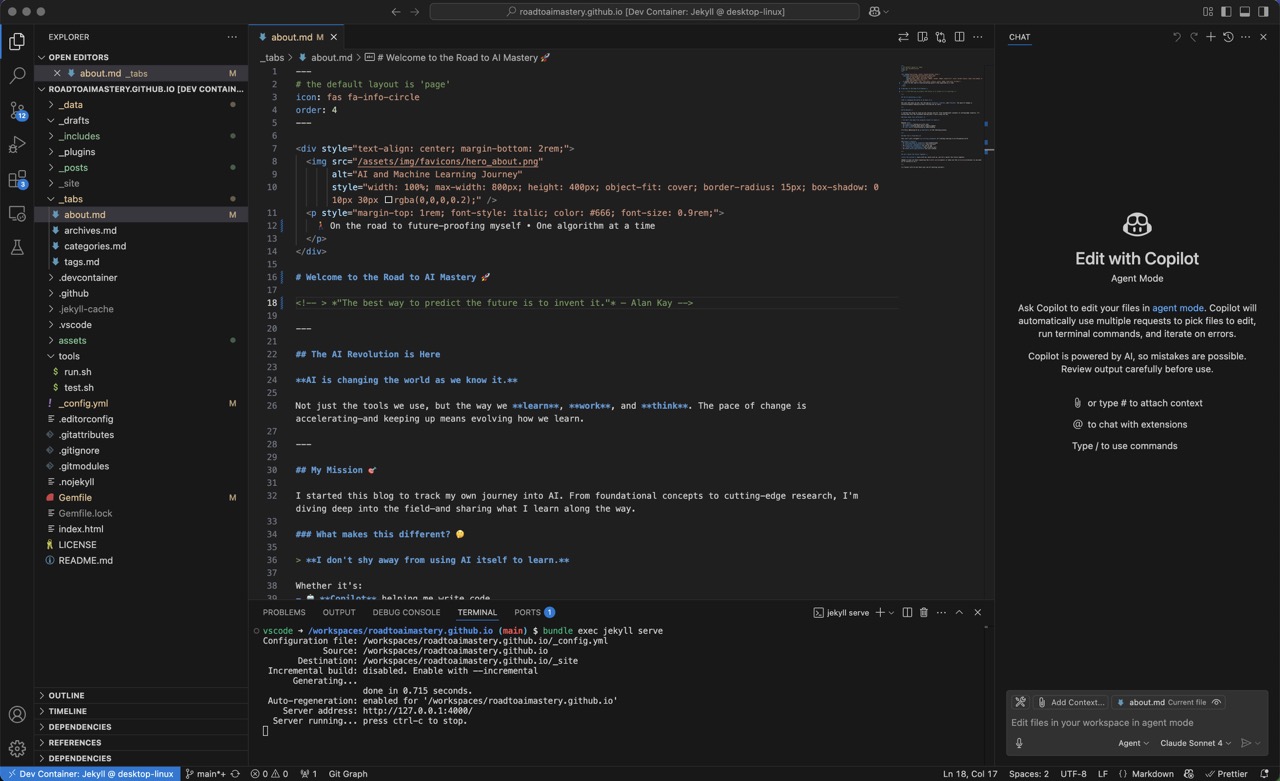 roadtoaimastery.github.io [Dev Container: Jekyll @ desktop-linux]
EXPLORER
OPEN EDITORS
about.md _tabs M
ROADTOAIMASTERY.GITHUB.IO [DEV CONTAIN...
_data
_drafts
_includes
_plugins
_posts
_site
_tabs
about.md M
archives.md
categories.md
tags.md
.devcontainer
.github
.jekyll-cache
.vscode
assets
tools
$ run.sh
$ test.sh
! _config.yml M
.editorconfig
.gitattributes
.gitignore
.gitmodules
.nojekyll
Gemfile M
Gemfile.lock
index.html
LICENSE
README.md
OUTLINE
TIMELINE
DEPENDENCIES
REFERENCES
DEPENDENCIES
12
3
about.md M
_tabs > about.md > # Welcome to the Road to AI Mastery 🚀
1 ---
2 # the default layout is 'page'
3 icon: fas fa-info-circle
4 order: 4
5 ---
6
7 <div style="text-align: center; margin-bottom: 2rem;">
8 <img src="/assets/img/favicons/hero_about.png"
9 alt="AI and Machine Learning Journey"
10 style="width: 100%; max-width: 800px; height: 400px; object-fit: cover; border-radius: 15px; box-shadow: 0
10px 30px rgba(0,0,0,0.2);" />
11 <p style="margin-top: 1rem; font-style: italic; color: #666; font-size: 0.9rem;">
12 🚶 On the road to future-proofing myself • One algorithm at a time
13 </p>
14 </div>
15
16 # Welcome to the Road to AI Mastery 🚀
17
18 <!-- > *"The best way to predict the future is to invent it."* — Alan Kay -->
19
20 ---
21
22 ## The AI Revolution is Here
23
24 **AI is changing the world as we know it.**
25
26 Not just the tools we use, but the way we **learn**, **work**, and **think**. The pace of change is
accelerating—and keeping up means evolving how we learn.
27
28 ---
29
30 ## My Mission 🎯
31
32 I started this blog to track my own journey into AI. From foundational concepts to cutting-edge research, I'm
diving deep into the field—and sharing what I learn along the way.
33
34 ### What makes this different? 🤔
35
36 > **I don't shy away from using AI itself to learn.**
37
38 Whether it's:
39 - 🤖 **Copilot** helping me write code
PROBLEMS OUTPUT DEBUG CONSOLE TERMINAL PORTS 1
jekyll serve
vscode ➜ /workspaces/roadtoaimastery.github.io (main) $ bundle exec jekyll serve
Configuration file: /workspaces/roadtoaimastery.github.io/_config.yml
Source: /workspaces/roadtoaimastery.github.io
Destination: /workspaces/roadtoaimastery.github.io/_site
Incremental build: disabled. Enable with --incremental
Generating...
done in 0.715 seconds.
Auto-regeneration: enabled for '/workspaces/roadtoaimastery.github.io'
Server address: http://127.0.0.1:4000/
Server running... press ctrl-c to stop.
CHAT
Edit with Copilot
Agent Mode
Ask Copilot to edit your files in agent mode. Copilot will
automatically use multiple requests to pick files to edit,
run terminal commands, and iterate on errors.
Copilot is powered by AI, so mistakes are possible.
Review output carefully before use.
or type # to attach context
@ to chat with extensions
Type / to use commands
Add Context... about.md Current file
Edit files in your workspace in agent mode
Agent Claude Sonnet 4
Dev Container: Jekyll @ desktop-linux main*+ 0 0 1 Git Graph Ln 18, Col 17 Spaces: 2 UTF-8 LF {} Markdown Prettier